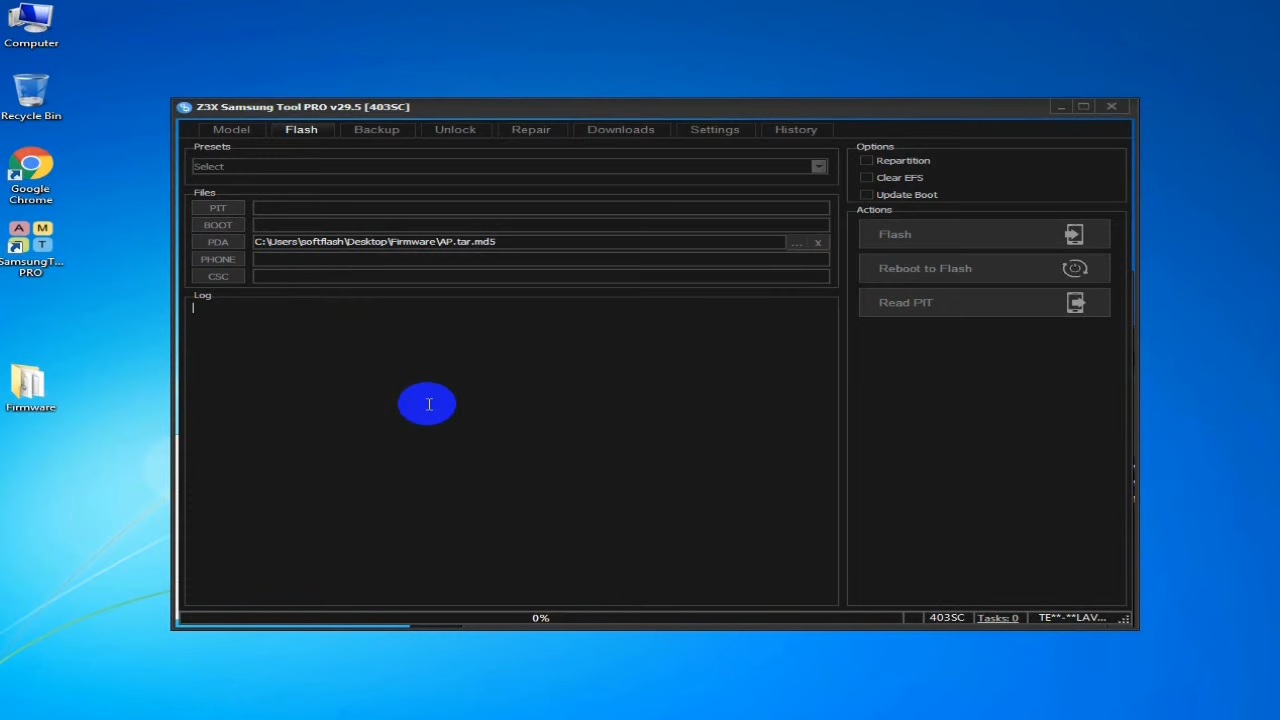 Computer
Recycle Bin
Google
Chrome
A M
T
SamsungT...
PRO
Firmware
Z3X Samsung Tool PRO v29.5 [403SC]
Model Flash Backup Unlock Repair Downloads Settings History
Presets
Select
Files
PIT
BOOT
PDA C:\Users\softflash\Desktop\Firmware\AP.tar.md5 ... x
PHONE
CSC
Log
Options
Repartition
Clear EFS
Update Boot
Actions
Flash
Reboot to Flash
Read PIT
0% 403SC Tasks: 0 TE**-**LAV...